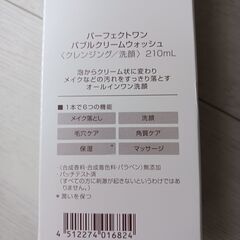 パーフェクトワン
バブルクリームウォッシュ
〈クレンジング/洗顔〉 210mL
泡からクリーム状に変わり
メイクなどの汚れをすっきり落とす
オールインワン洗顔
■1本で6つの機能
メイク落とし 洗顔
毛穴ケア 角質ケア
保湿* マッサージ
(合成香料・合成着色料・パラベン)無添加
パッチテスト済
(すべての方に刺激が起きないというわけではありません。)
* 潤いを保つ
4 512274 016824